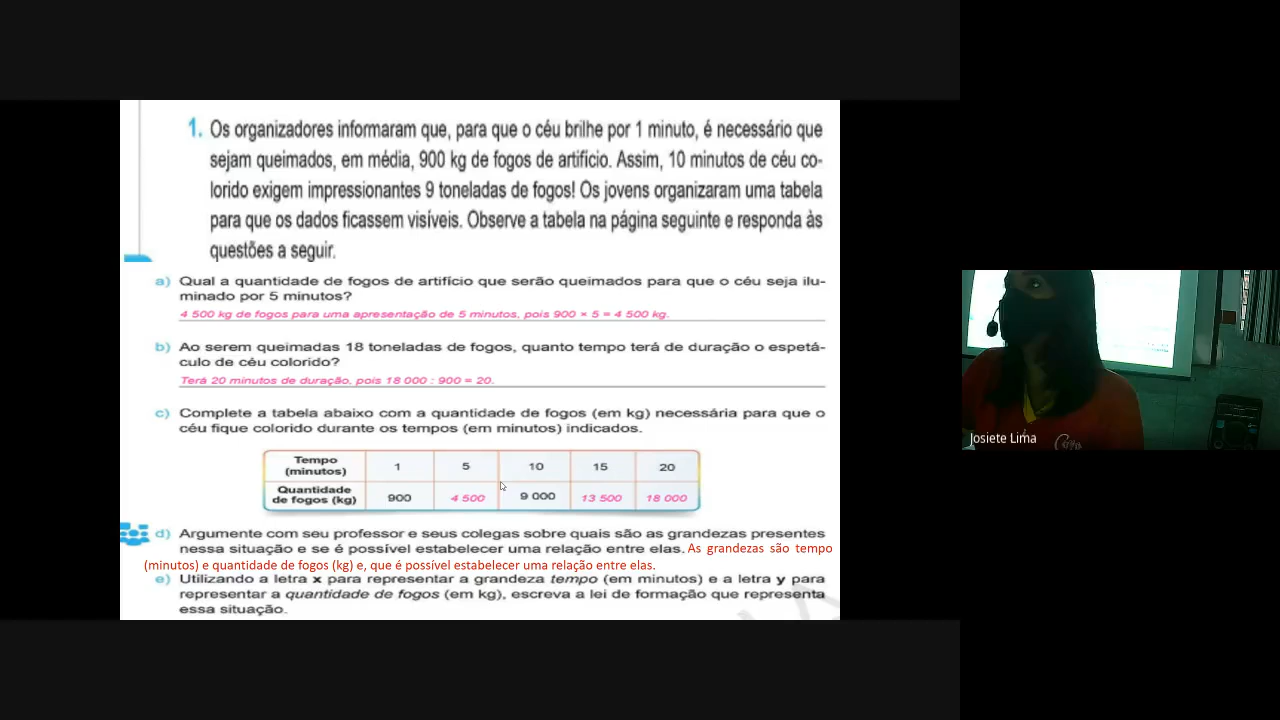 1. Os organizadores informaram que, para que o céu brilhe por 1 minuto, é necessário que
sejam queimados, em média, 900 kg de fogos de artifício. Assim, 10 minutos de céu co-
lorido exigem impressionantes 9 toneladas de fogos! Os jovens organizaram uma tabela
para que os dados ficassem visíveis. Observe a tabela na página seguinte e responda às
questões a seguir.
a) Qual a quantidade de fogos de artifício que serão queimados para que o céu seja ilu-
minado por 5 minutos?
4 500 kg de fogos para uma apresentação de 5 minutos, pois 900 × 5 = 4 500 kg.
b) Ao serem queimadas 18 toneladas de fogos, quanto tempo terá de duração o espetá-
culo de céu colorido?
Terá 20 minutos de duração, pois 18 000 : 900 = 20.
c) Complete a tabela abaixo com a quantidade de fogos (em kg) necessária para que o
céu fique colorido durante os tempos (em minutos) indicados.
Tempo
(minutos) 1 5 10 15 20
Quantidade
de fogos (kg) 900 4 500 9 000 13 500 18 000
d) Argumente com seu professor e seus colegas sobre quais são as grandezas presentes
nessa situação e se é possível estabelecer uma relação entre elas. As grandezas são tempo
(minutos) e quantidade de fogos (kg) e, que é possível estabelecer uma relação entre elas.
e) Utilizando a letra x para representar a grandeza tempo (em minutos) e a letra y para
representar a quantidade de fogos (em kg), escreva a lei de formação que representa
essa situação.
Josiete Lima